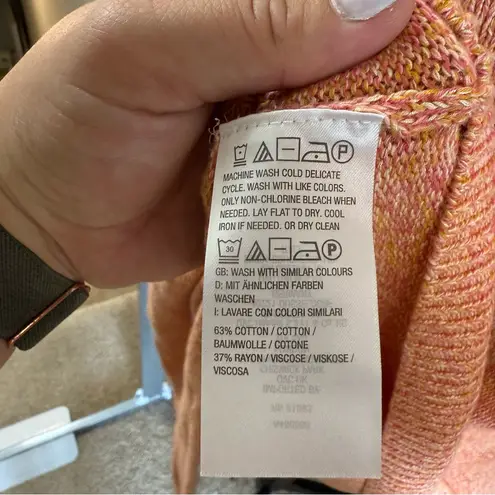 MACHINE WASH COLD DELICATE
CYCLE. WASH WITH LIKE COLORS.
ONLY NON-CHLORINE BLEACH WHEN
NEEDED. LAY FLAT TO DRY. COOL
IRON IF NEEDED. OR DRY CLEAN
30
P
GB: WASH WITH SIMILAR COLOURS
D: MIT ÄHNLICHEN FARBEN
WASCHEN
I: LAVARE CON COLORI SIMILARI
63% COTTON / COTTON /
BAUMWOLLE / COTONE
37% RAYON / VISCOSE / VISKOSE /
VISCOSA